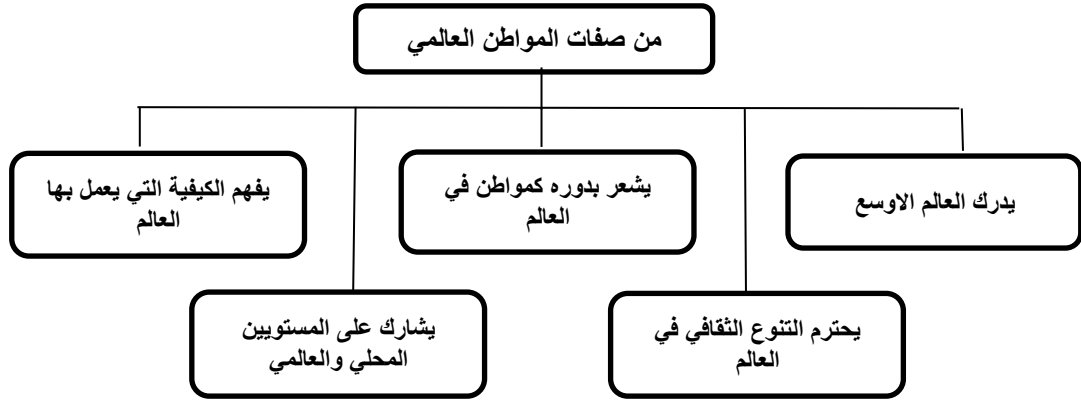 من صفات المواطن العالمي
يدرك العالم الاوسع
يشعر بدوره كمواطن في
العالم
يفهم الكيفية التي يعمل بها
العالم
يحترم التنوع الثقافي في
العالم
يشارك على المستويين
المحلي والعالمي